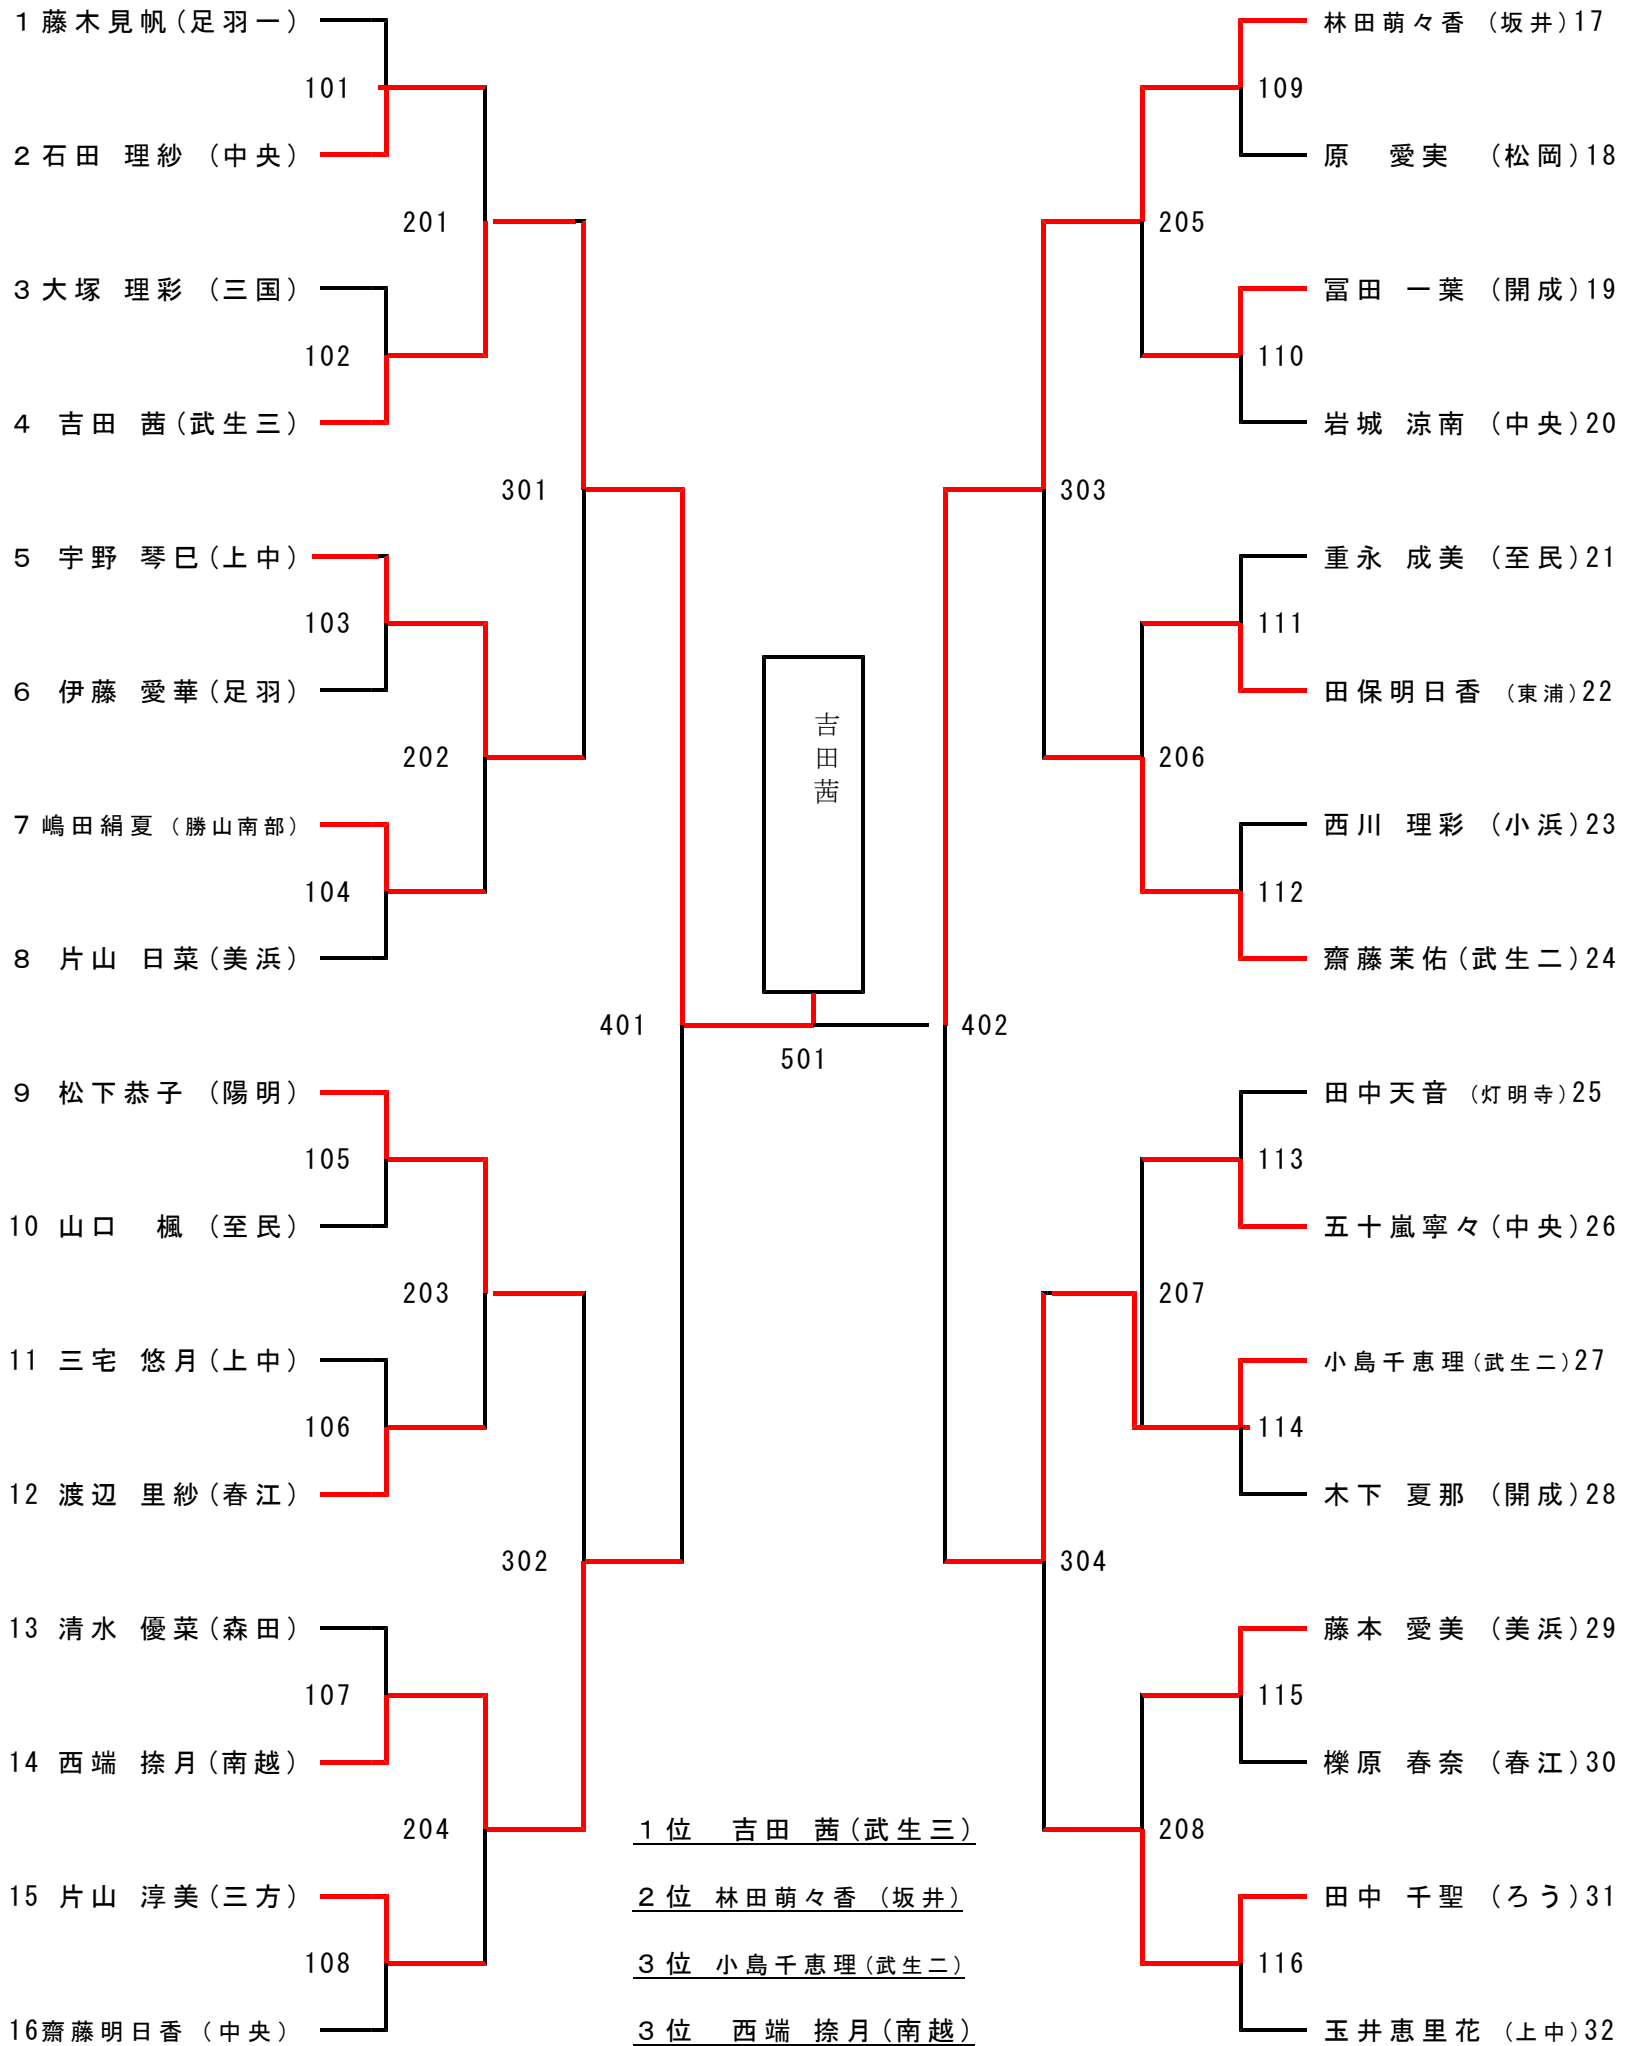 1 藤木見帆(足羽一)
101
2 石田 理紗 (中央)
201
3 大塚 理彩 (三国)
102
4 吉田 茜(武生三)
301
5 宇野 琴巳(上中)
103
6 伊藤 愛華(足羽)
202
7 嶋田絹夏 (勝山南部)
104
8 片山 日菜(美浜)
401
9 松下恭子 (陽明)
105
10 山口 楓 (至民)
203
11 三宅 悠月(上中)
106
12 渡辺 里紗(春江)
302
13 清水 優菜(森田)
107
14 西端 捺月(南越)
204
15 片山 淳美(三方)
108
16齋藤明日香 (中央)
吉田茜
501
林田萌々香 (坂井)17
109
原 愛実 (松岡)18
205
冨田 一葉 (開成)19
110
岩城 涼南 (中央)20
303
重永 成美 (至民)21
111
田保明日香 (東浦)22
206
西川 理彩 (小浜)23
112
齋藤茉佑(武生二)24
402
田中天音 (灯明寺)25
113
五十嵐寧々(中央)26
207
小島千恵理(武生二)27
114
木下 夏那 (開成)28
304
藤本 愛美 (美浜)29
115
櫟原 春奈 (春江)30
208
田中 千聖 (ろう)31
116
玉井恵里花 (上中)32
1位 吉田 茜(武生三)
2位 林田萌々香 (坂井)
3位 小島千恵理(武生二)
3位 西端 捺月(南越)